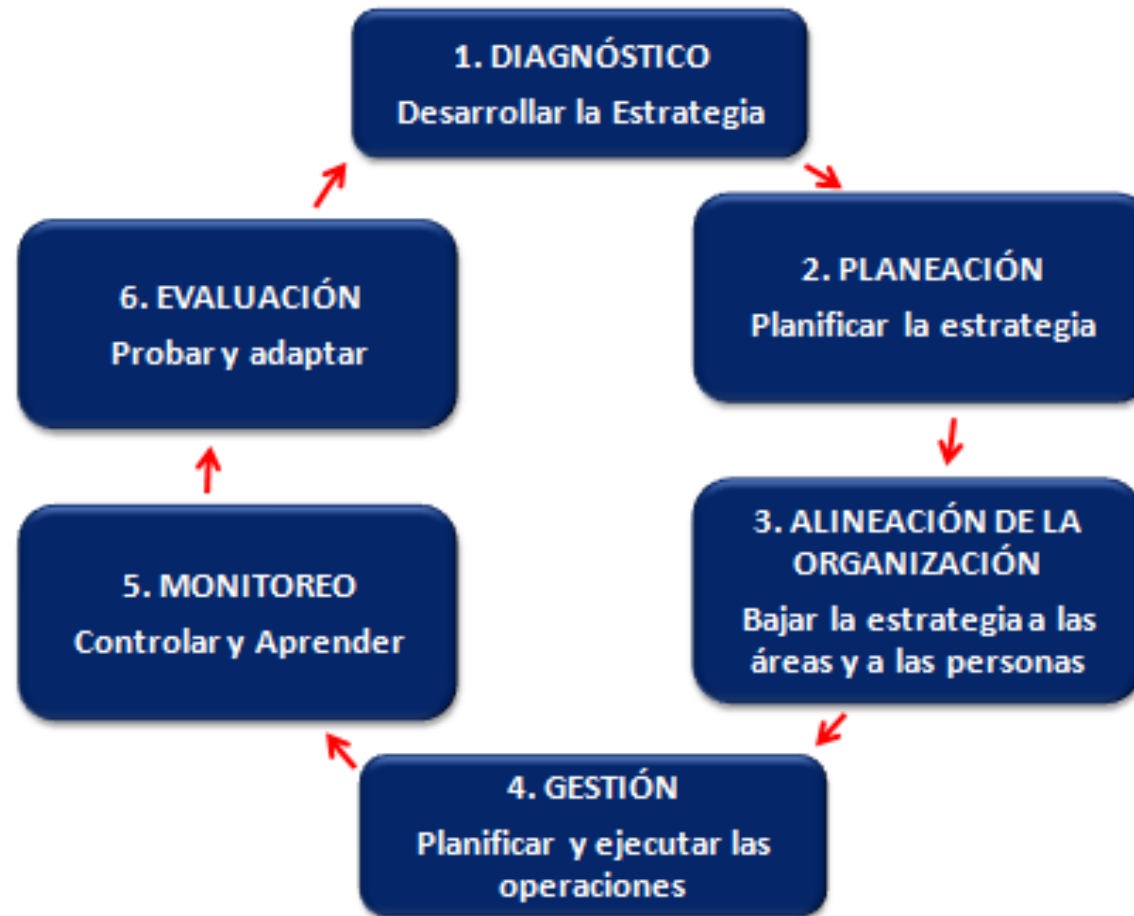 1. DIAGNÓSTICO
Desarrollar la Estrategia
2. PLANEACIÓN
Planificar la estrategia
3. ALINEACIÓN DE LA
ORGANIZACIÓN
Bajar la estrategia a las
áreas y a las personas
4. GESTIÓN
Planificar y ejecutar las
operaciones
5. MONITOREO
Controlar y Aprender
6. EVALUACIÓN
Probar y adaptar